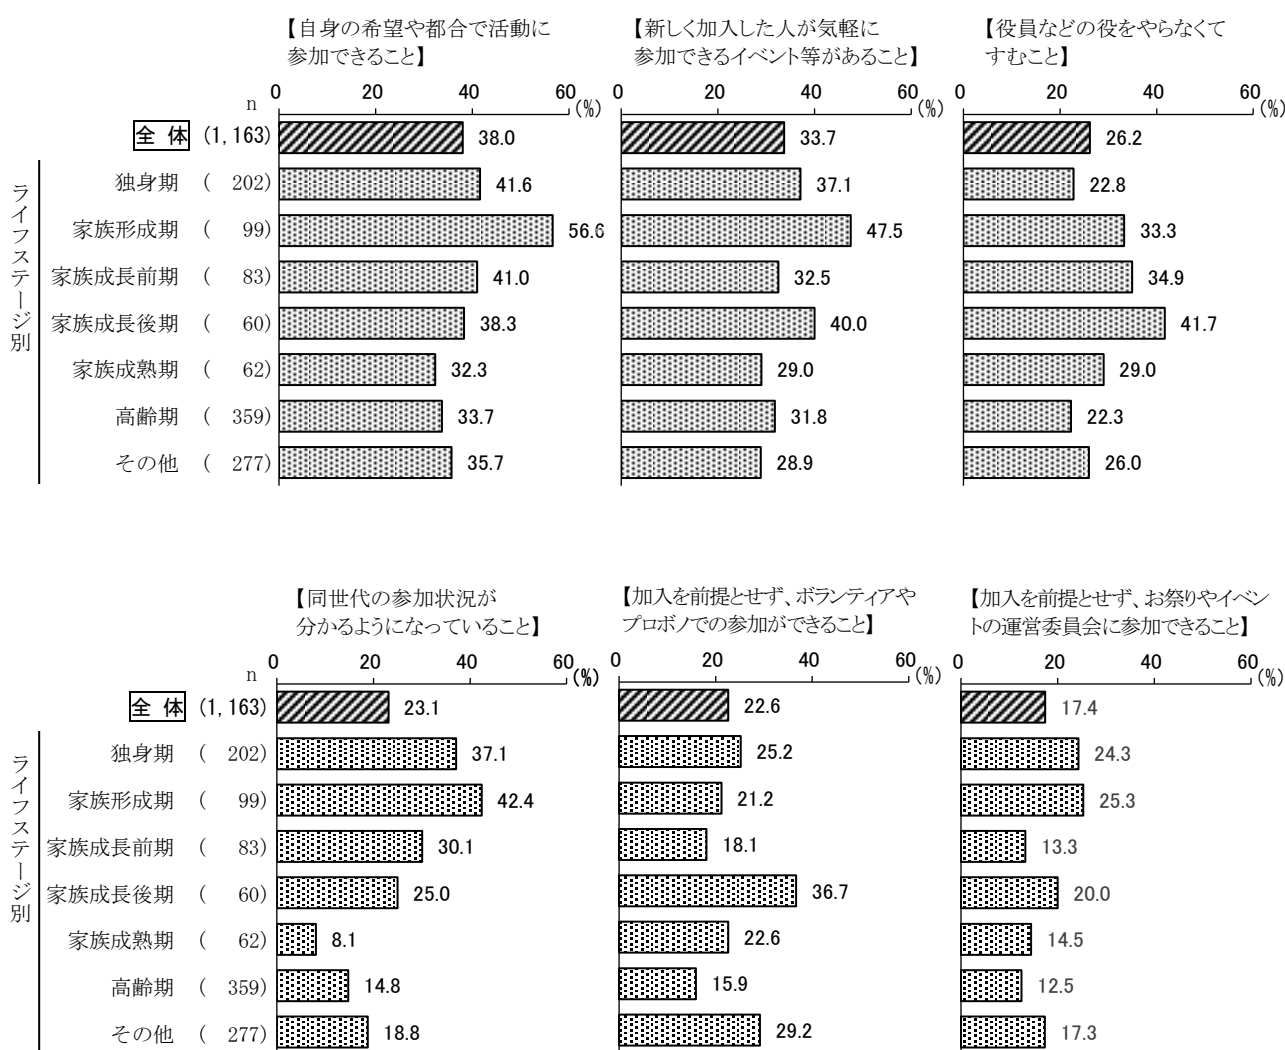 【自身の希望や都合で活動に
参加できること】
【新しく加入した人が気軽に
参加できるイベント等があること】
【役員などの役をやらなくて
すむこと】
n 0 20 40 60 (%) 0 20 40 60 (%) 0 20 40 60 (%)
全 体 (1,163) 38.0 33.7 26.2
ライフステージ別
独身期 ( 202) 41.6 37.1 22.8
家族形成期 ( 99) 56.6 47.5 33.3
家族成長前期 ( 83) 41.0 32.5 34.9
家族成長後期 ( 60) 38.3 40.0 41.7
家族成熟期 ( 62) 32.3 29.0 29.0
高齢期 ( 359) 33.7 31.8 22.3
その他 ( 277) 35.7 28.9 26.0
【同世代の参加状況が
分かるようになっていること】
【加入を前提とせず、ボランティアや
プロボノでの参加ができること】
【加入を前提とせず、お祭りやイベン
トの運営委員会に参加できること】
n 0 20 40 60 (%) 0 20 40 60 (%) 0 20 40 60 (%)
全 体 (1,163) 23.1 22.6 17.4
ライフステージ別
独身期 ( 202) 37.1 25.2 24.3
家族形成期 ( 99) 42.4 21.2 25.3
家族成長前期 ( 83) 30.1 18.1 13.3
家族成長後期 ( 60) 25.0 36.7 20.0
家族成熟期 ( 62) 8.1 22.6 14.5
高齢期 ( 359) 14.8 15.9 12.5
その他 ( 277) 18.8 29.2 17.3